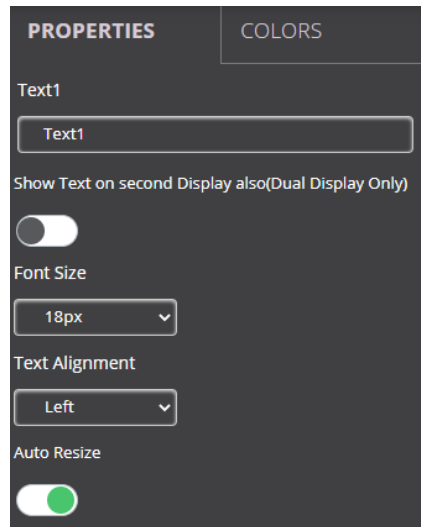 PROPERTIES COLORS
Text1
Text1
Show Text on second Display also(Dual Display Only)
Font Size
18px
Text Alignment
Left
Auto Resize